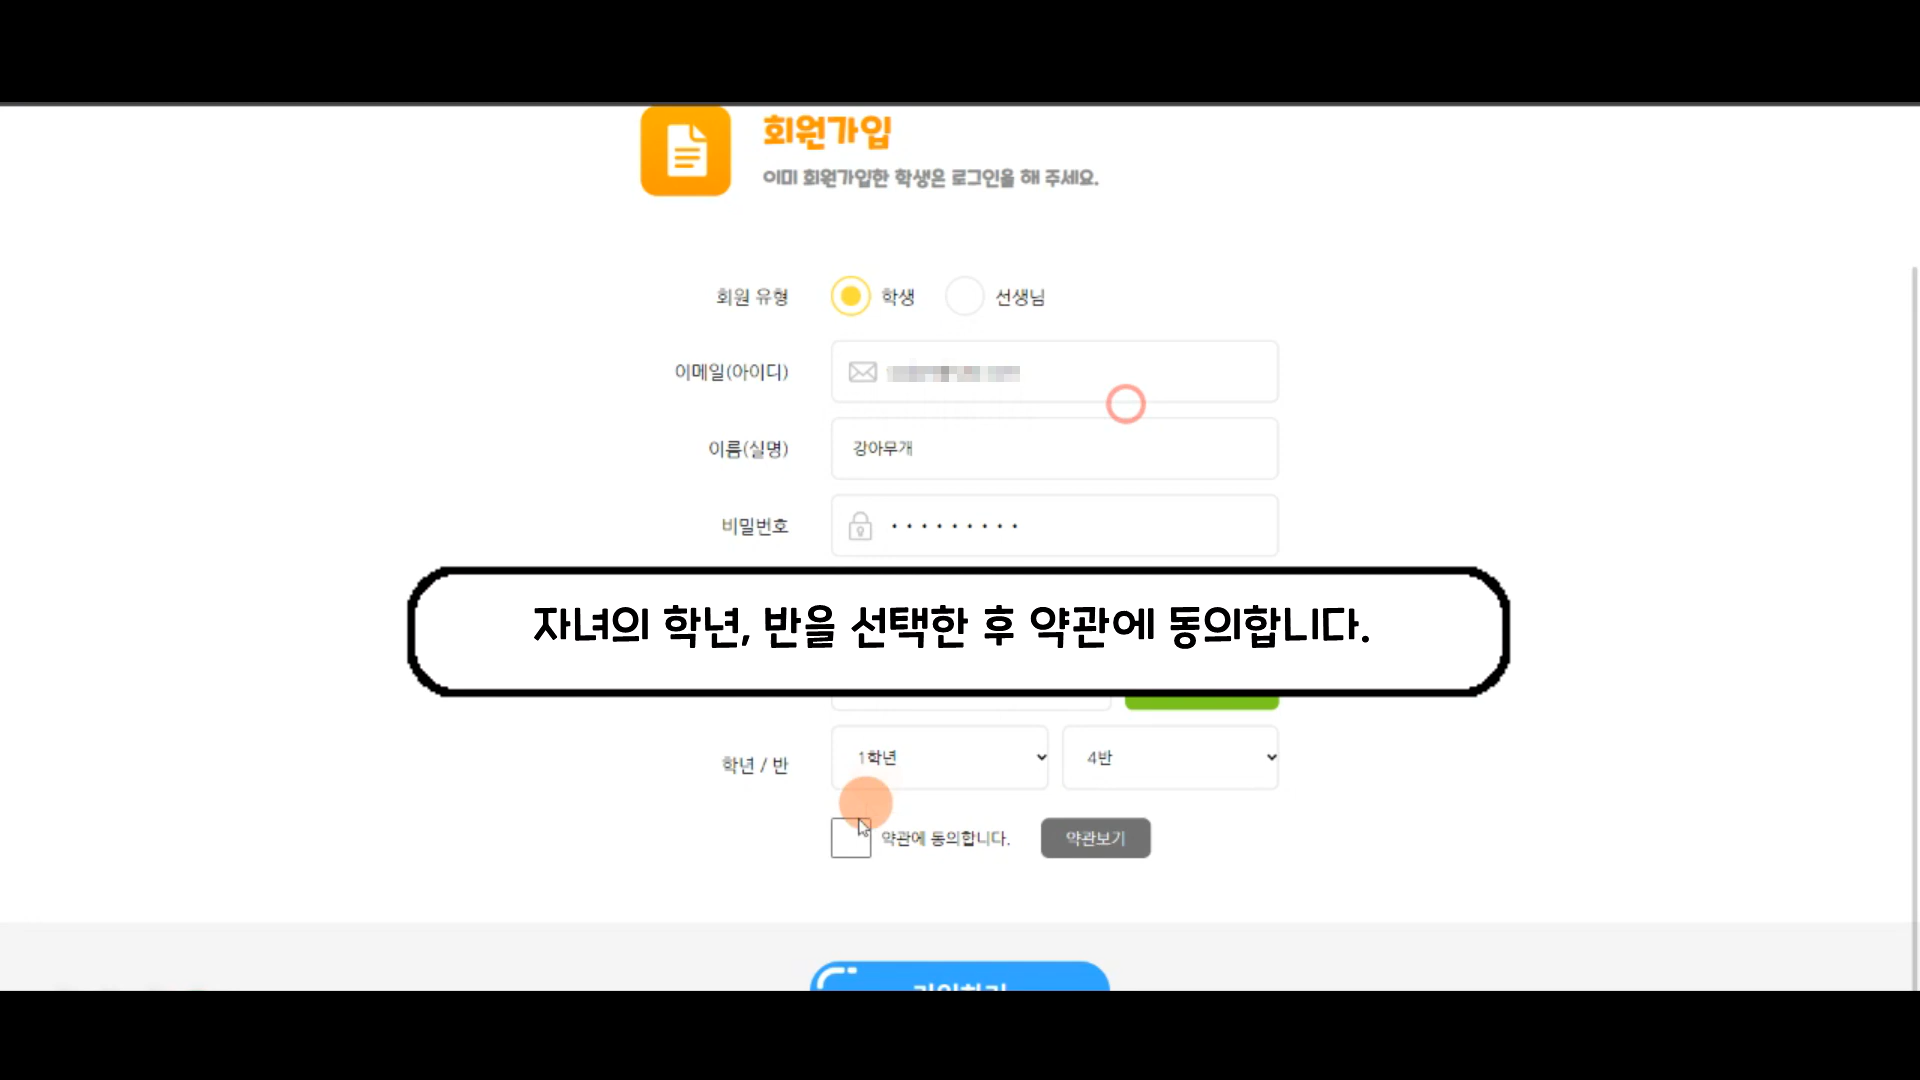 회원가입
이미 회원가입한 학생은 로그인을 해 주세요.
회원 유형 학생 선생님
이메일(아이디)
이름(실명) 강아무개
비밀번호 • • • • • • • • •
자녀의 학년, 반을 선택한 후 약관에 동의합니다.
학년 / 반 1학년 4반
약관에 동의합니다. 약관보기